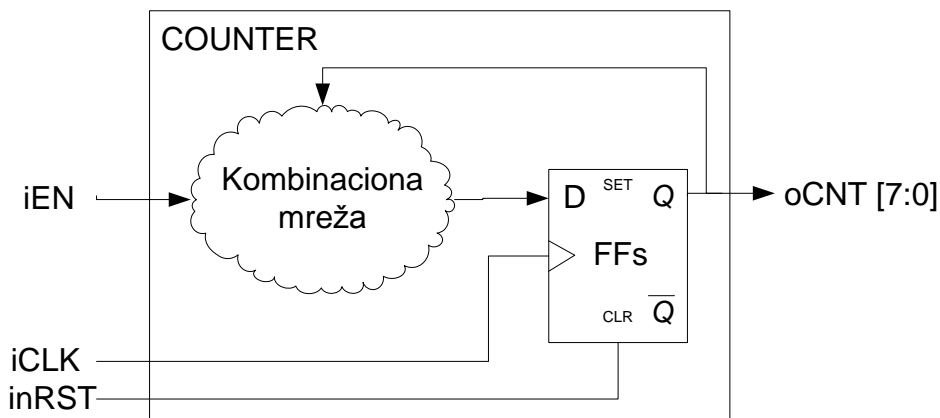 COUNTER
Kombinaciona
mreža
iEN
D
SET
Q
oCNT [7:0]
FFs
CLR
Q
iCLK
inRST